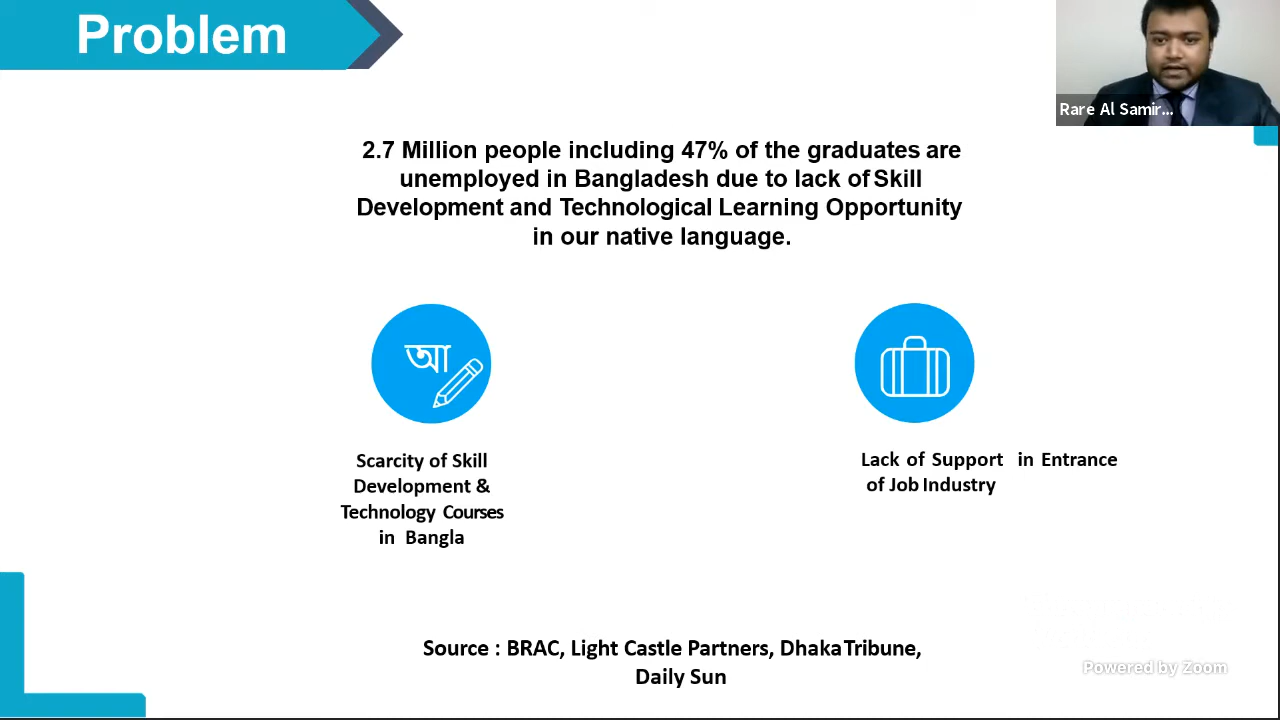 Problem
Rare Al Samir...
2.7 Million people including 47% of the graduates are
unemployed in Bangladesh due to lack of Skill
Development and Technological Learning Opportunity
in our native language.
আ
Scarcity of Skill
Development &
Technology Courses
in Bangla
Lack of Support in Entrance
of Job Industry
Source : BRAC, Light Castle Partners, Dhaka Tribune,
Daily Sun
Powered by Zoom